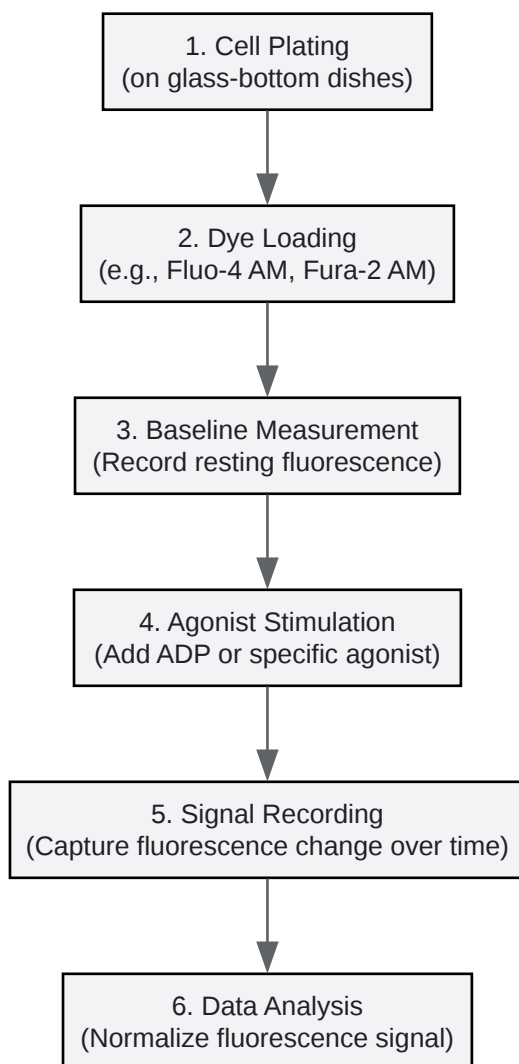 1. Cell Plating
(on glass-bottom dishes)
2. Dye Loading
(e.g., Fluo-4 AM, Fura-2 AM)
3. Baseline Measurement
(Record resting fluorescence)
4. Agonist Stimulation
(Add ADP or specific agonist)
5. Signal Recording
(Capture fluorescence change over time)
6. Data Analysis
(Normalize fluorescence signal)